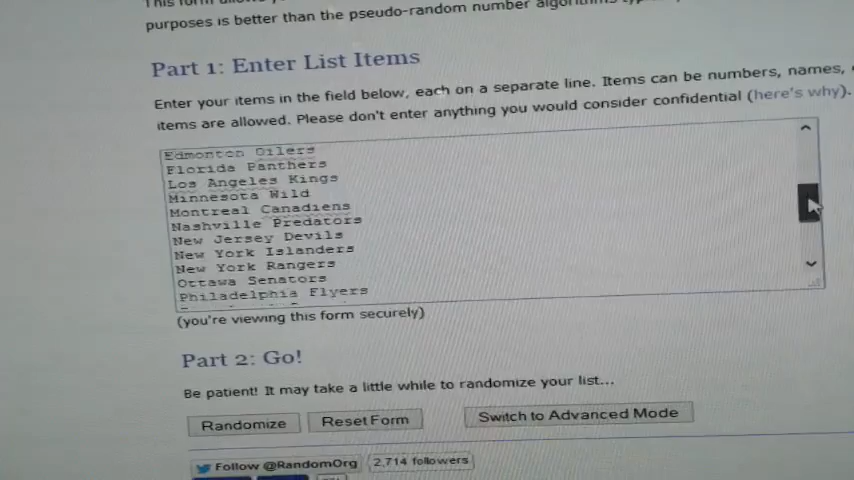 purposes is better than the pseudo-random number
Part 1: Enter List Items
Enter your items in the field below, each on a separate line. Items can be numbers, names,
items are allowed. Please don't enter anything you would consider confidential (here's why).
Edmonton Oilers
Florida Panthers
Los Angeles Kings
Minnesota Wild
Montreal Canadiens
Nashville Predators
New Jersey Devils
New York Islanders
New York Rangers
Ottawa Senators
Philadelphia Flyers
(you're viewing this form securely)
Part 2: Go!
Be patient! It may take a little while to randomize your list...
Randomize
Reset Form
Switch to Advanced Mode
Follow @RandomOrg
2,714 followers